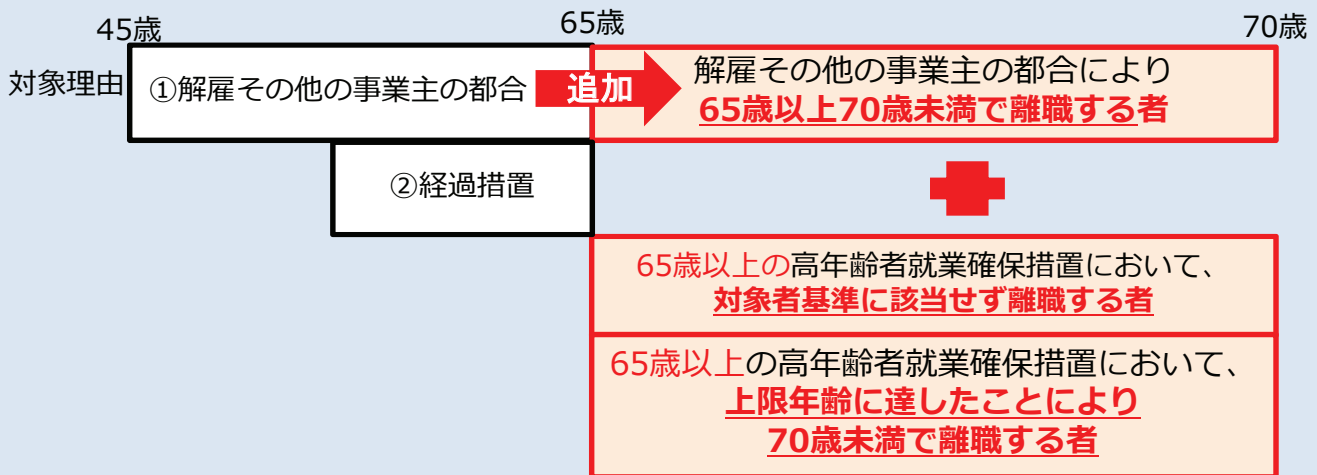 45歳
65歳
70歳
対象理由
①解雇その他の事業主の都合
追加
解雇その他の事業主の都合により
65歳以上70歳未満で離職する者
②経過措置
65歳以上の高年齢者就業確保措置において、
対象者基準に該当せず離職する者
65歳以上の高年齢者就業確保措置において、
上限年齢に達したことにより
70歳未満で離職する者